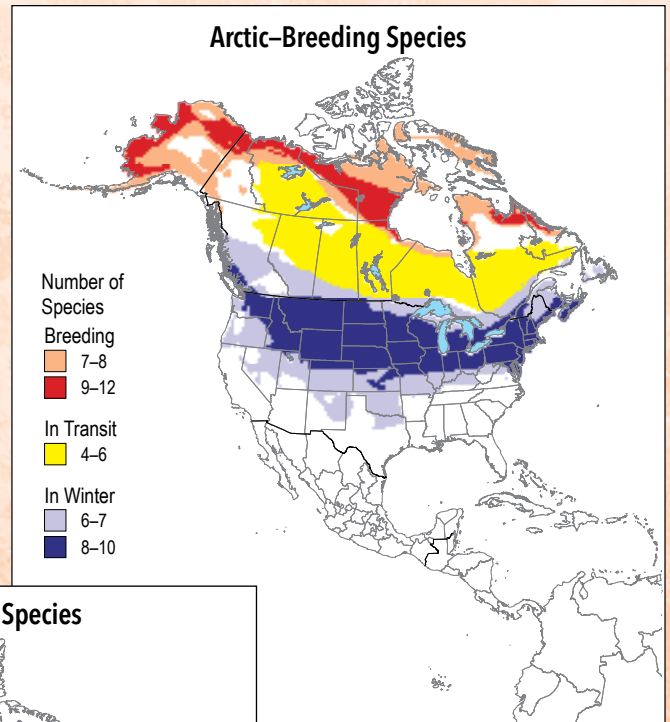 Arctic–Breeding Species
Number of
Species
Breeding
7–8
9–12
In Transit
4–6
In Winter
6–7
8–10
Species